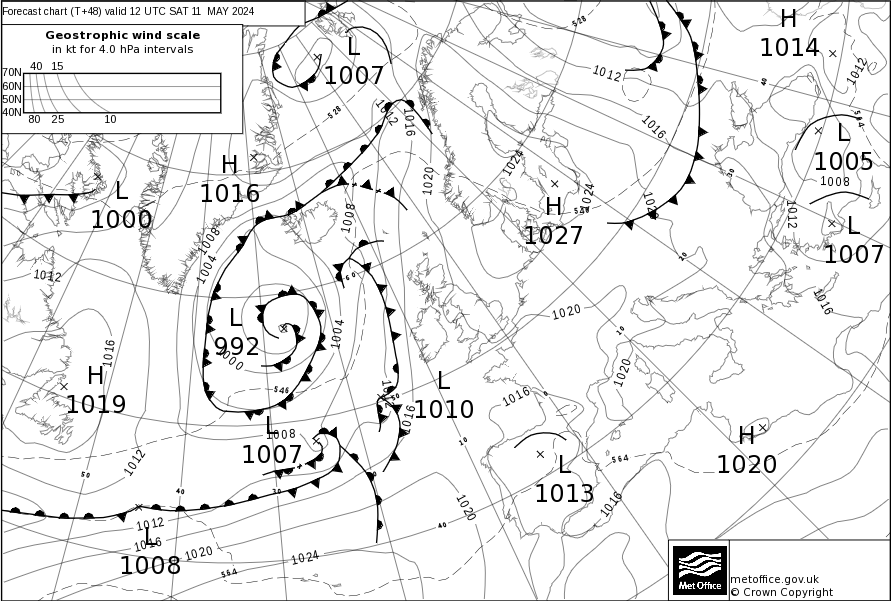 Forecast chart (T+48) valid 12 UTC SAT 11 MAY 2024
Geostrophic wind scale
in kt for 4.0 hPa intervals
40 15
70N
60N
50N
40N
80 25 10
L
1007
H
1014
1012
528
1012
40
528
1012
1016
1016
504
L
1005
H
1016
1024
1020
1008
L
1000
1008
1024
1020
546
H
1027
30
1012
L
1007
1008
1004
20
1012
60
1016
L
992
1000
1004
1020
10
1016
H
1019
546
1020
L
1010
50
1016
0
1016
L
1007
1008
10
H
1020
1012
564
L
1013
50
40
30
1016
1020
40
1012
1016
1020
1024
L
1008
564
Met Office
metoffice.gov.uk
© Crown Copyright